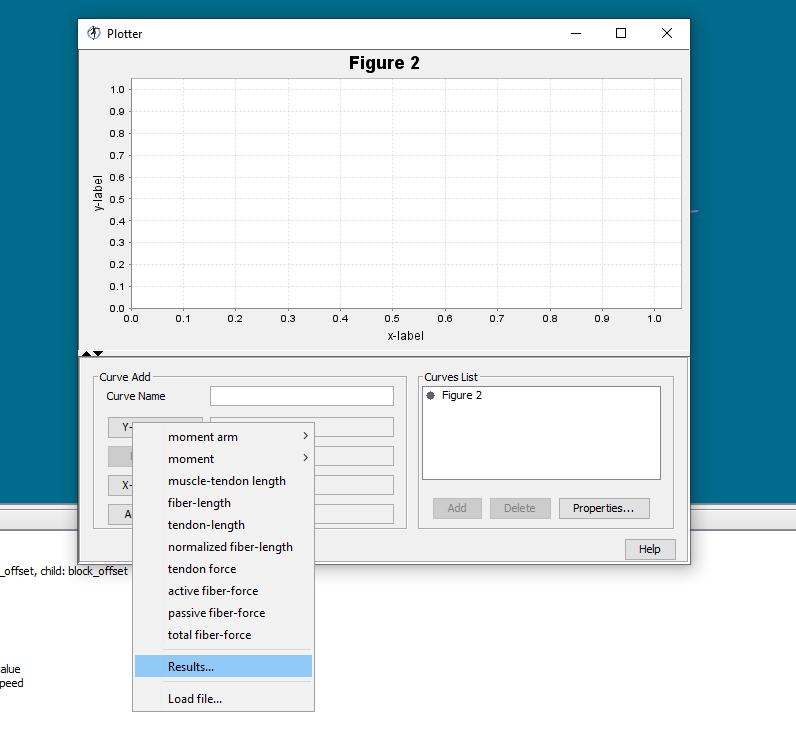 Plotter
Figure 2
1.0
0.9
0.8
0.7
0.6
0.5
0.4
0.3
0.2
0.1
0.0
y-label
0.0 0.1 0.2 0.3 0.4 0.5 0.6 0.7 0.8 0.9 1.0
x-label
Curve Add
Curve Name
Y-
X-
A
moment arm
moment
muscle-tendon length
fiber-length
tendon-length
normalized fiber-length
tendon force
active fiber-force
passive fiber-force
total fiber-force
Results...
Load file...
Curves List
Figure 2
Add Delete Properties...
Help
_offset, child: block_offset
alue
peed